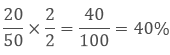 20/50 × 2/2 = 40/100 = 40%